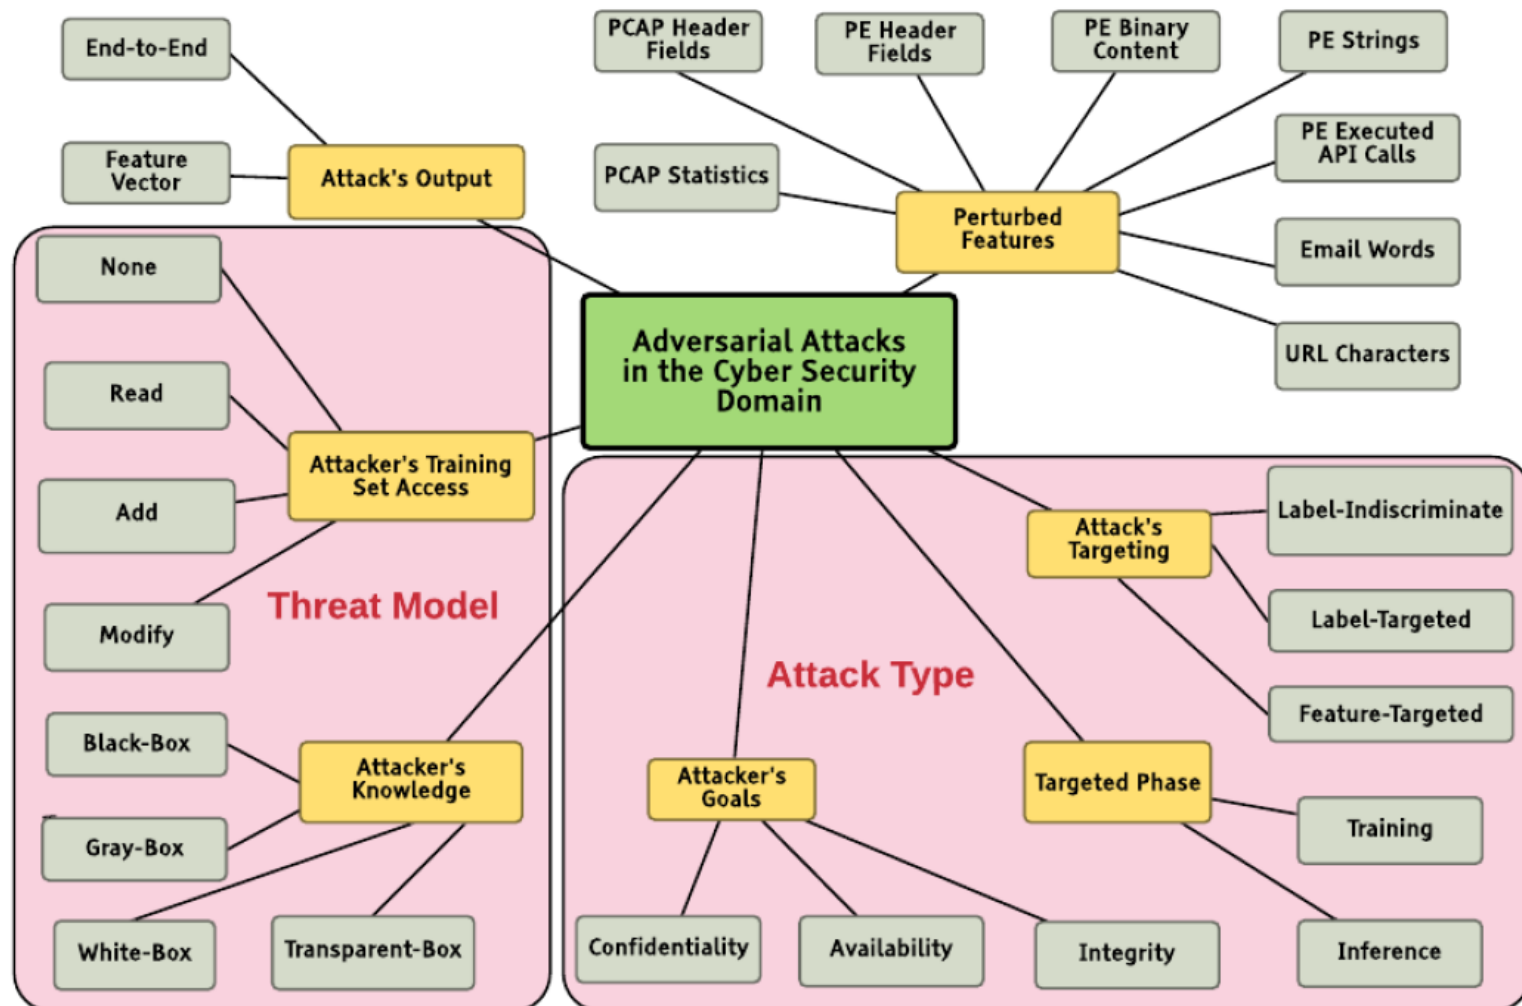 End-to-End
PCAP Header
Fields
PE Header
Fields
PE Binary
Content
PE Strings
Feature
Vector
Attack's Output
PCAP Statistics
PE Executed
API Calls
Perturbed
Features
Email Words
URL Characters
None
Read
Add
Modify
Attacker's Training
Set Access
Adversarial Attacks
in the Cyber Security
Domain
Threat Model
Black-Box
Gray-Box
White-Box
Transparent-Box
Attacker's
Knowledge
Attack Type
Attack's
Targeting
Label-Indiscriminate
Label-Targeted
Feature-Targeted
Attacker's
Goals
Targeted Phase
Training
Confidentiality
Availability
Integrity
Inference